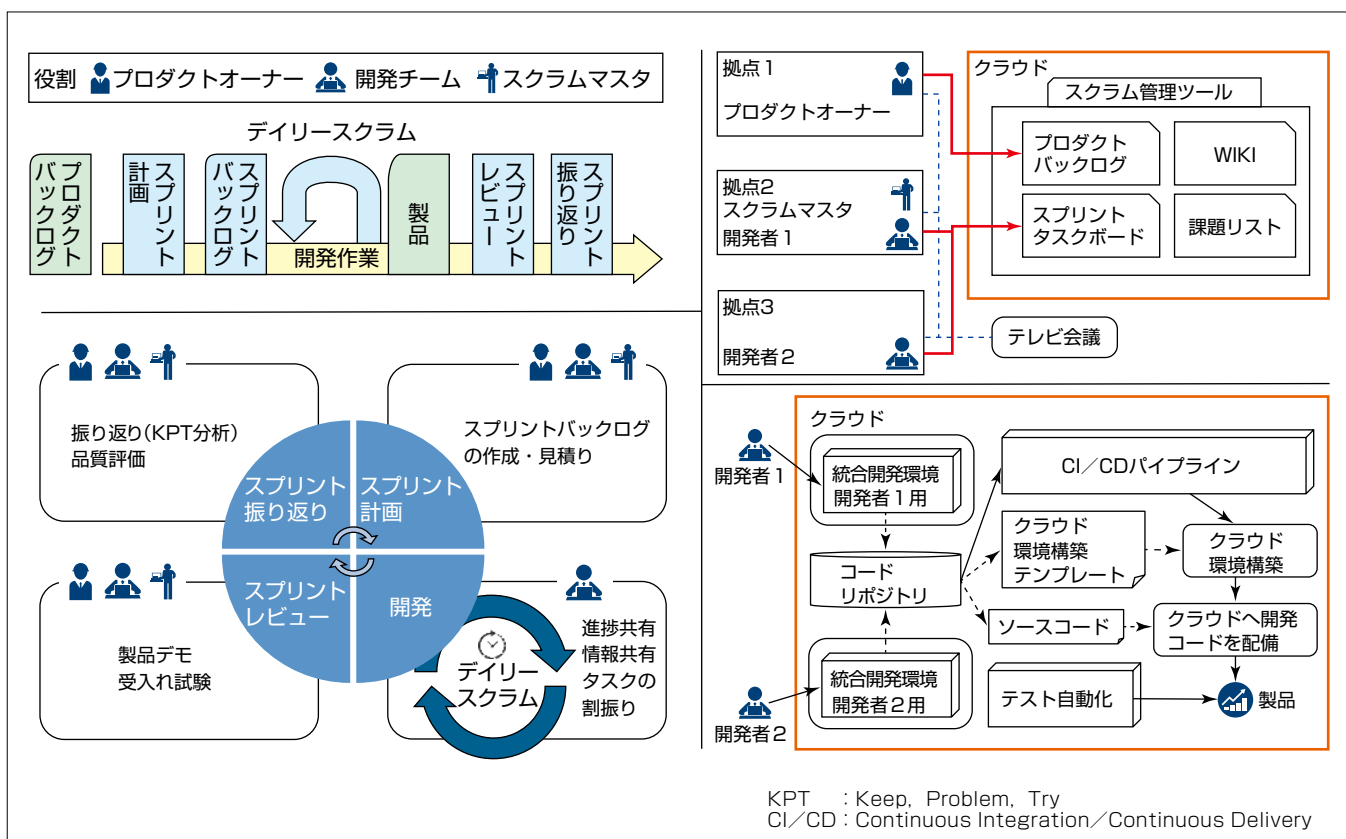 役割 プロダクトオーナー 開発チーム スクラムマスタ
デイリースクラム
プロダクト
バックログ
スプリント
計画
スプリント
バックログ
開発作業
製品
スプリント
レビュー
スプリント
振り返り
振り返り(KPT分析)
品質評価
スプリントバックログ
の作成・見積り
スプリント
振り返り
スプリント
計画
スプリント
レビュー
開発
製品デモ
受入れ試験
デイリー
スクラム
進捗共有
情報共有
タスクの
割振り
拠点1
プロダクトオーナー
拠点2
スクラムマスタ
開発者1
拠点3
開発者2
クラウド
スクラム管理ツール
プロダクト
バックログ
WIKI
スプリント
タスクボード
課題リスト
テレビ会議
クラウド
開発者1
統合開発環境
開発者1用
コード
リポジトリ
統合開発環境
開発者2用
開発者2
CI/CDパイプライン
クラウド
環境構築
テンプレート
クラウド
環境構築
ソースコード
クラウドへ開発
コードを配備
テスト自動化
製品
KPT :Keep, Problem, Try
CI/CD:Continuous Integration/Continuous Delivery